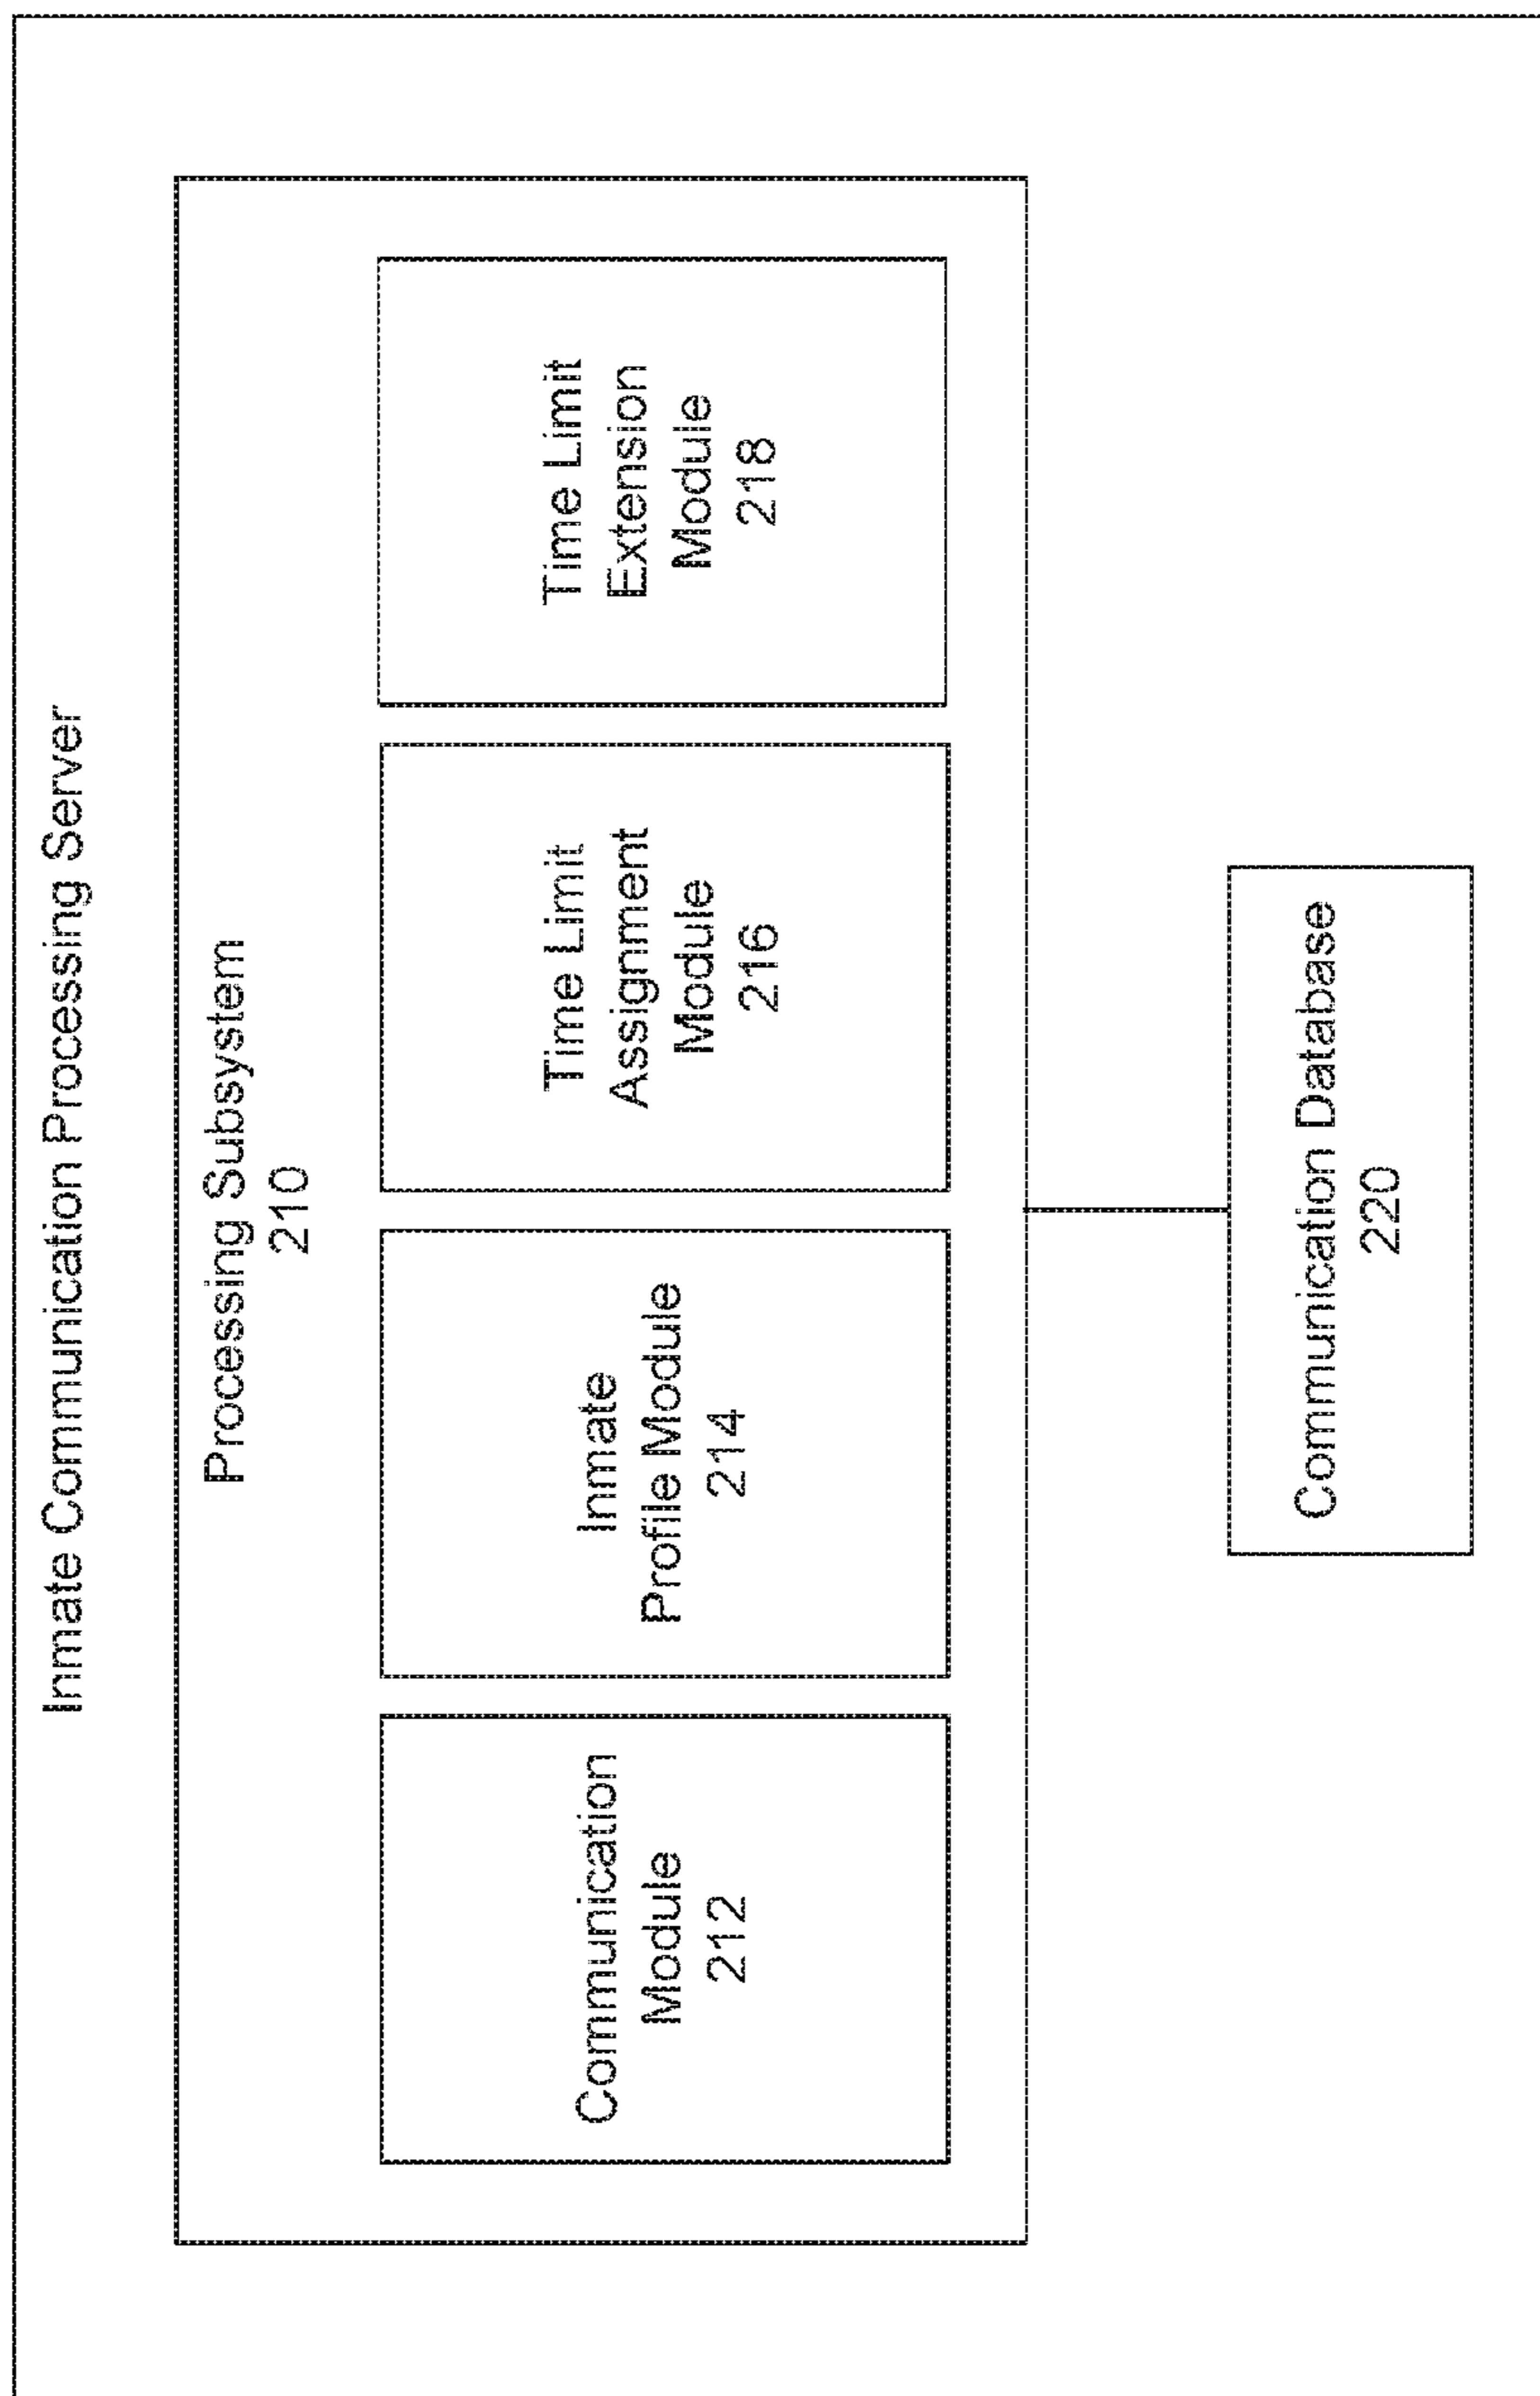 Inmate Communication Processing Server
Processing Subsystem
210
Communication
Module
212
Inmate
Profile Module
214
Time Limit
Assignment
Module
216
Time Limit
Extension
Module
218
Communication Database
220